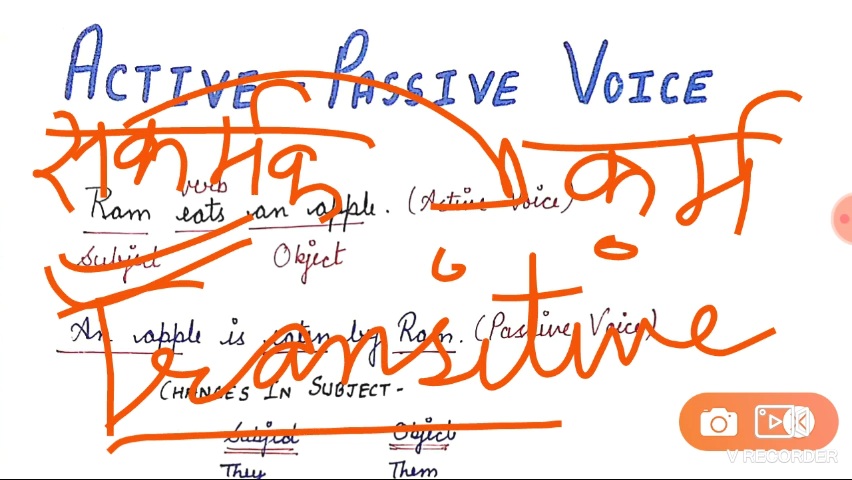 ACTIVE - PASSIVE VOICE
सकर्मक कर्म
verb
Ram eats an apple. (Active Voice)
Subject Object
Transitive
An apple is eaten by Ram. (Passive Voice)
CHANGES IN SUBJECT -
Subject Object
They Them
V RECORDER